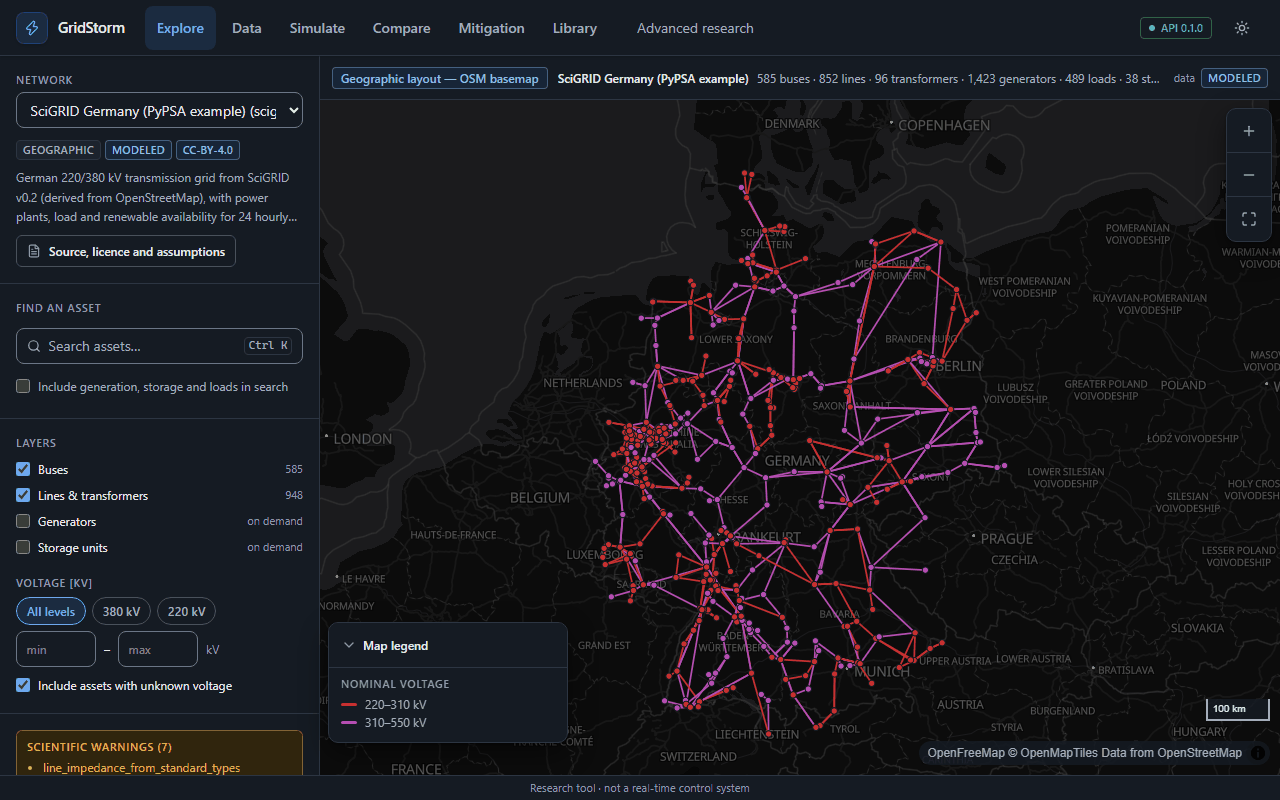 GridStorm
Explore
Data
Simulate
Compare
Mitigation
Library
Advanced research
API 0.1.0
NETWORK
SciGRID Germany (PyPSA example) (scig
GEOGRAPHIC
MODELED
CC-BY-4.0
German 220/380 kV transmission grid from SciGRID
v0.2 (derived from OpenStreetMap), with power
plants, load and renewable availability for 24 hourly...
Source, licence and assumptions
FIND AN ASSET
Search assets...
Ctrl K
Include generation, storage and loads in search
LAYERS
Buses 585
Lines & transformers 948
Generators on demand
Storage units on demand
VOLTAGE [KV]
All levels
380 kV
220 kV
min – max kV
Include assets with unknown voltage
SCIENTIFIC WARNINGS (7)
• line_impedance_from_standard_types
Geographic layout — OSM basemap
SciGRID Germany (PyPSA example)
585 buses · 852 lines · 96 transformers · 1,423 generators · 489 loads · 38 st...
data
MODELED
DENMARK
COPENHAGEN
POMERANIAN
VOIVODESHIP
WEST POMERANIAN
VOIVODESHIP
KUYAVIAN-POMERANIAN
VOIVODESHIP
HOLSTEIN
LOWER SAXONY
BRANDENBURG
BERLIN
NETHERLANDS
LUBUSZ
VOIVODESHIP
GREATER POLAND
VOIVODESHIP
POLAND
LONDON
GERMANY
ŁÓDŹ VOIVODESHIP
LOWER SILESIAN
VOIVODESHIP
SILESIAN
VOIVODESHIP
BELGIUM
HESSE
HAUTS-DE-FRANCE
LUXEMBOURG
PRAGUE
CZECHIA
LESSER POLAND
VOIVODESHIP
LE HAVRE
NORMANDY
BAVARIA
GRAND EST
SLOVAKIA
MUNICH
UPPER AUSTRIA
LOWER AUSTRIA
BRATISLAVA
AUSTRIA
BURGENLAND
LIECHTENSTEIN
TYROL
STYRIA
HUNGARY
SWITZERLAND
FRANCE
Map legend
NOMINAL VOLTAGE
220–310 kV
310–550 kV
100 km
OpenFreeMap © OpenMapTiles Data from OpenStreetMap
Research tool · not a real-time control system